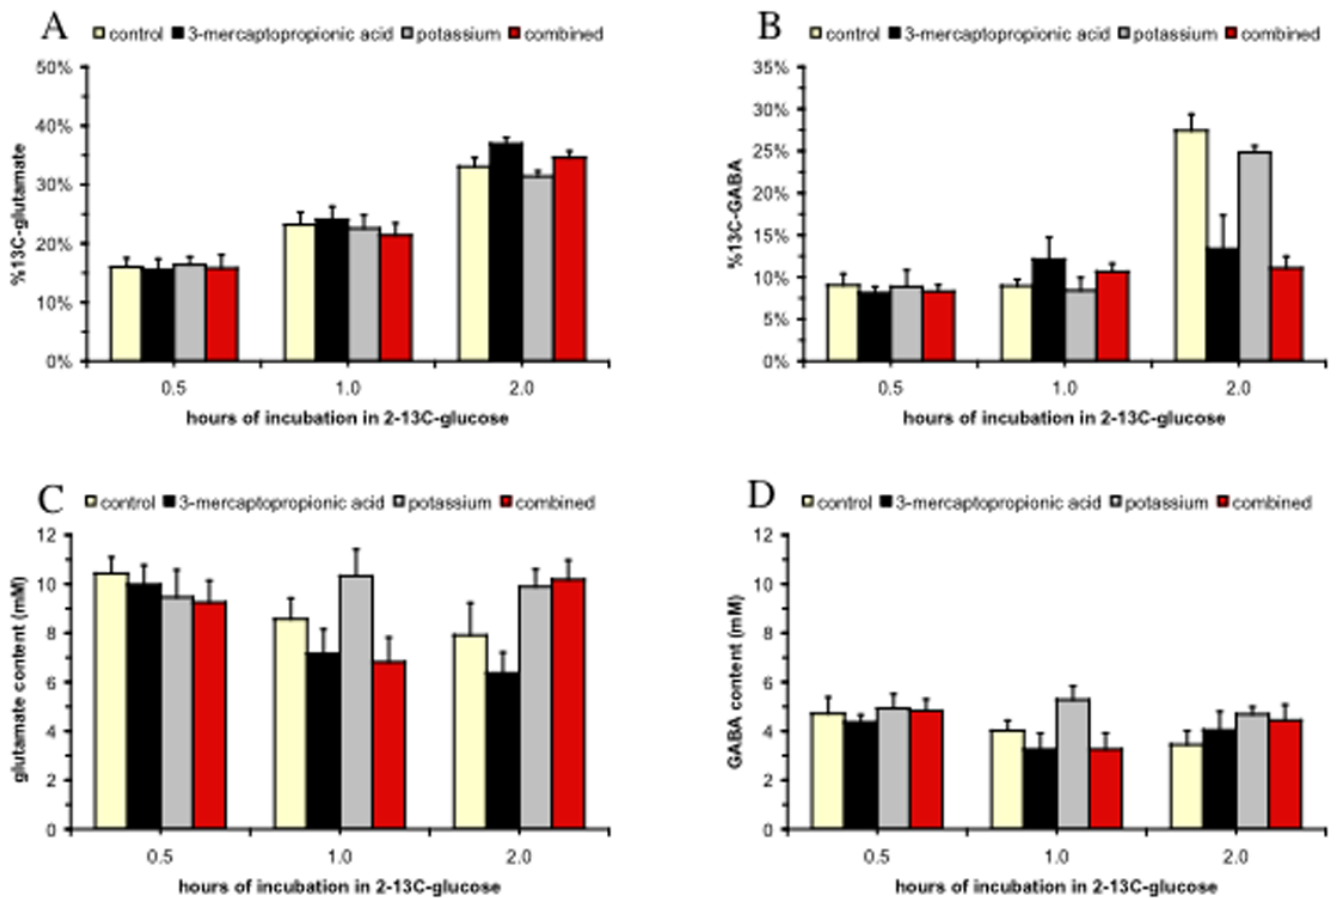 A
control 3-mercaptopropionic acid potassium combined
50%
40%
30%
20%
10%
0%
%13C-glutamate
0.5 1.0 2.0
hours of incubation in 2-13C-glucose
B
control 3-mercaptopropionic acid potassium combined
35%
30%
25%
20%
15%
10%
5%
0%
%13C-GABA
0.5 1.0 2.0
hours of incubation in 2-13C-glucose
C
control 3-mercaptopropionic acid potassium combined
12
10
8
6
4
2
0
glutamate content (mM)
0.5 1.0 2.0
hours of incubation in 2-13C-glucose
D
control 3-mercaptopropionic acid potassium combined
12
10
8
6
4
2
0
GABA content (mM)
0.5 1.0 2.0
hours of incubation in 2-13C-glucose